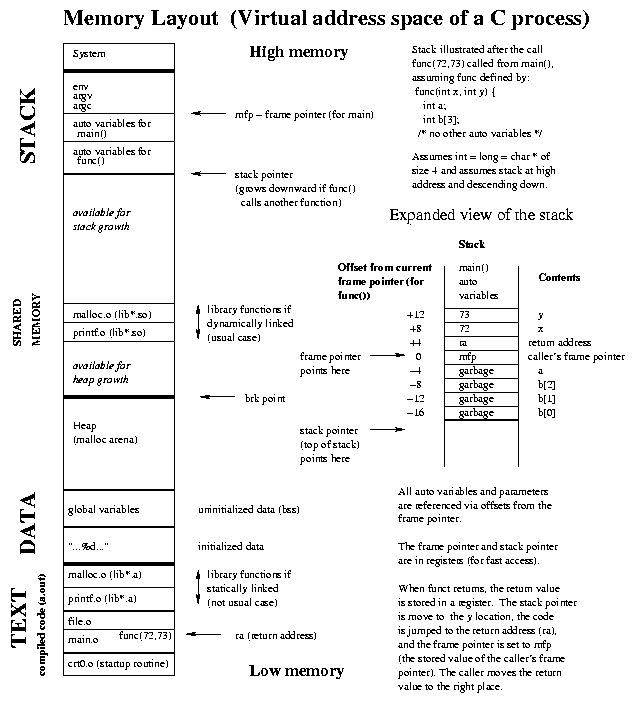 Memory Layout (Virtual address space of a C process)
System
High memory
STACK
env
argv
argc
auto variables for
main()
auto variables for
func()
available for
stack growth
mfp – frame pointer (for main)
stack pointer
(grows downward if func()
calls another function)
SHARED
MEMORY
malloc.o (lib*.so)
printf.o (lib*.so)
library functions if
dynamically linked
(usual case)
available for
heap growth
brk point
Heap
(malloc arena)
DATA
global variables
uninitialized data (bss)
"...%d..."
initialized data
TEXT
compiled code (a.out)
malloc.o (lib*.a)
printf.o (lib*.a)
library functions if
statically linked
(not usual case)
file.o
main.o func(72,73)
ra (return address)
crt0.o (startup routine)
Low memory
Stack illustrated after the call
func(72,73) called from main(),
assuming func defined by:
func(int x, int y) {
int a;
int b[3];
/* no other auto variables */
Assumes int = long = char * of
size 4 and assumes stack at high
address and descending down.
Expanded view of the stack
Stack
Offset from current
frame pointer (for
func())
main()
auto
variables
Contents
+12 73 y
+8 72 x
+4 ra return address
0 mfp caller's frame pointer
−4 garbage a
−8 garbage b[2]
−12 garbage b[1]
−16 garbage b[0]
frame pointer
points here
stack pointer
(top of stack)
points here
All auto variables and parameters
are referenced via offsets from the
frame pointer.
The frame pointer and stack pointer
are in registers (for fast access).
When funct returns, the return value
is stored in a register. The stack pointer
is move to the y location, the code
is jumped to the return address (ra),
and the frame pointer is set to mfp
(the stored value of the caller's frame
pointer). The caller moves the return
value to the right place.